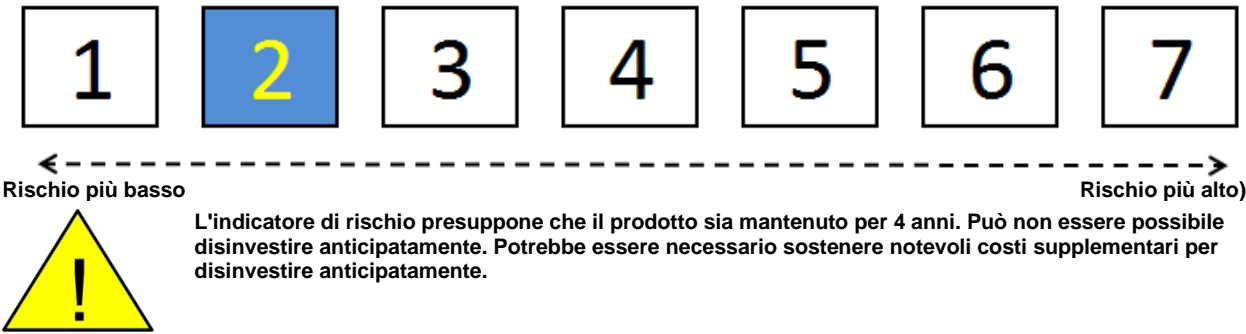 1 2 3 4 5 6 7
Rischio più basso Rischio più alto)
L'indicatore di rischio presuppone che il prodotto sia mantenuto per 4 anni. Può non essere possibile
disinvestire anticipatamente. Potrebbe essere necessario sostenere notevoli costi supplementari per
disinvestire anticipatamente.
!